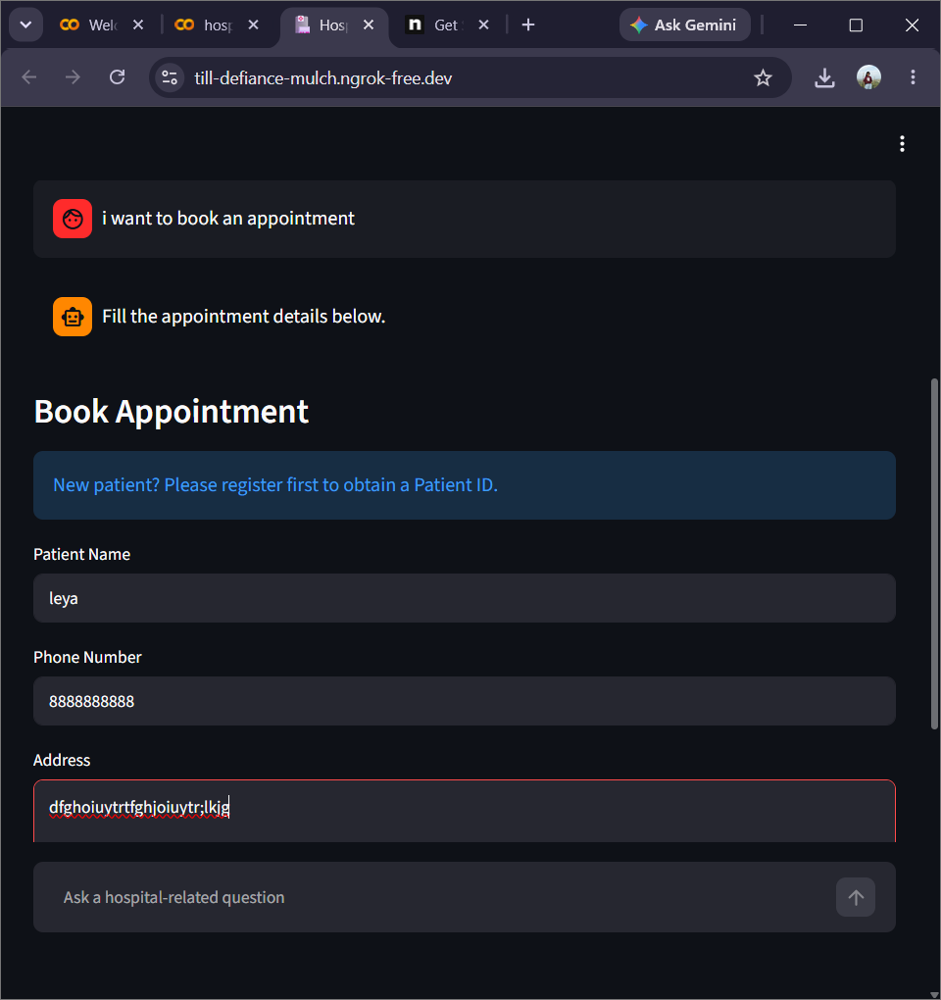 Welc
hosp
Hosp
Get S
Ask Gemini
till-defiance-mulch.ngrok-free.dev
i want to book an appointment
Fill the appointment details below.
Book Appointment
New patient? Please register first to obtain a Patient ID.
Patient Name
leya
Phone Number
8888888888
Address
dfghoiuytrtfghjoiuytr;lkjg
Ask a hospital-related question